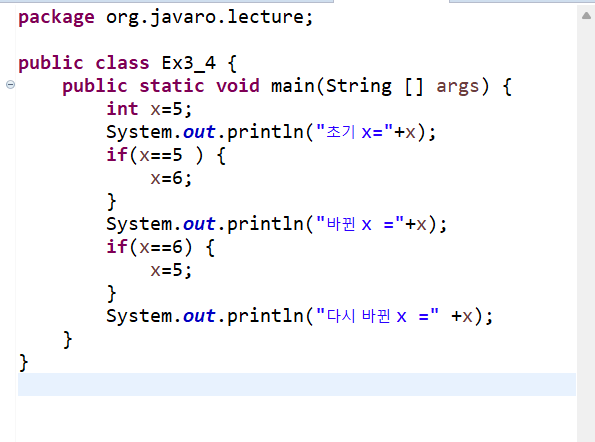 package org.javaro.lecture;
public class Ex3_4 {
public static void main(String [] args) {
int x=5;
System.out.println("초기 x="+x);
if(x==5 ) {
x=6;
}
System.out.println("바뀐 x ="+x);
if(x==6) {
x=5;
}
System.out.println("다시 바뀐 x =" +x);
}
}